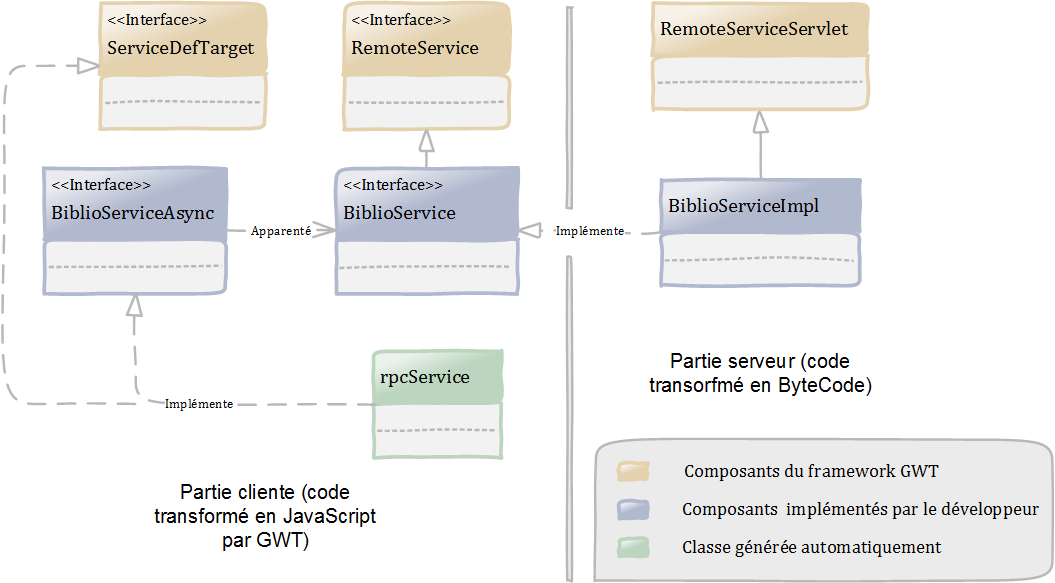 <<Interface>>
ServiceDefTarget
<<Interface>>
RemoteService
RemoteServiceServlet
<<Interface>>
BiblioServiceAsync
Apparenté
<<Interface>>
BiblioService
Implémente
BiblioServiceImpl
rpcService
Implémente
Partie serveur (code
transorfmé en ByteCode)
Partie cliente (code
transformé en JavaScript
par GWT)
Composants du framework GWT
Composants implémentés par le développeur
Classe générée automatiquement